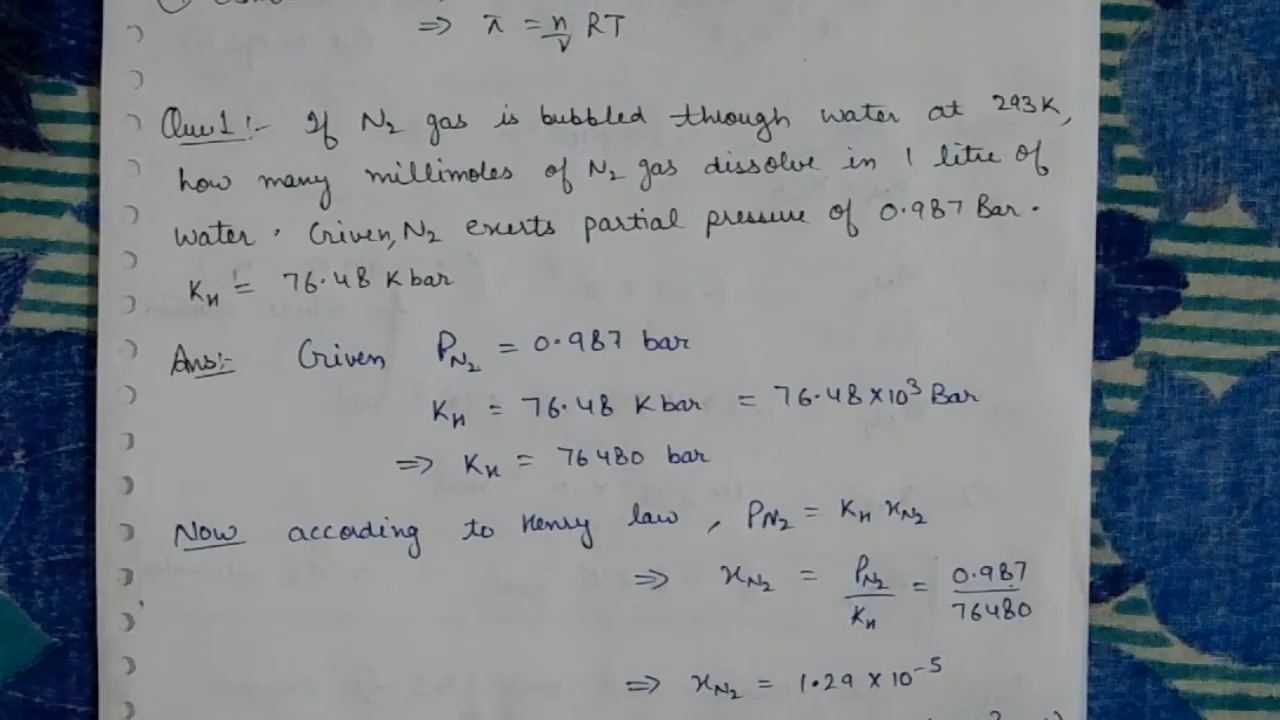 ⇒ π = n/V RT
Que 1:- If N₂ gas is bubbled through water at 293K,
how many millimoles of N₂ gas dissolve in 1 litre of
water. Given, N₂ exerts partial pressure of 0.987 Bar.
K_H = 76.48 K bar
Ans:- Given P_N₂ = 0.987 bar
K_H = 76.48 K bar = 76.48 × 10³ Bar
⇒ K_H = 76480 bar
Now according to Henry law, P_N₂ = K_H x_N₂
⇒ x_N₂ = P_N₂/K_H = 0.987/76480
⇒ x_N₂ = 1.29 × 10⁻⁵